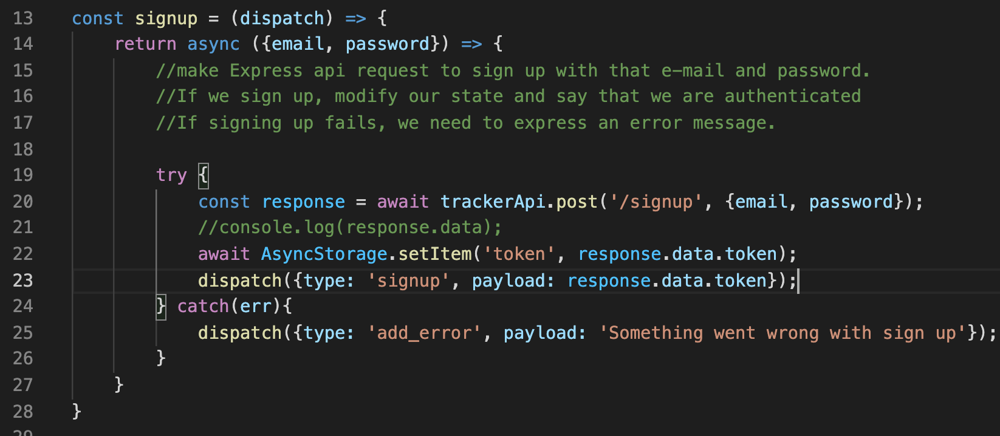 13 const signup = (dispatch) => {
14 return async ({email, password}) => {
15 //make Express api request to sign up with that e-mail and password.
16 //If we sign up, modify our state and say that we are authenticated
17 //If signing up fails, we need to express an error message.
18
19 try {
20 const response = await trackerApi.post('/signup', {email, password});
21 //console.log(response.data);
22 await AsyncStorage.setItem('token', response.data.token);
23 dispatch({type: 'signup', payload: response.data.token});
24 } catch(err){
25 dispatch({type: 'add_error', payload: 'Something went wrong with sign up'});
26 }
27 }
28 }
29